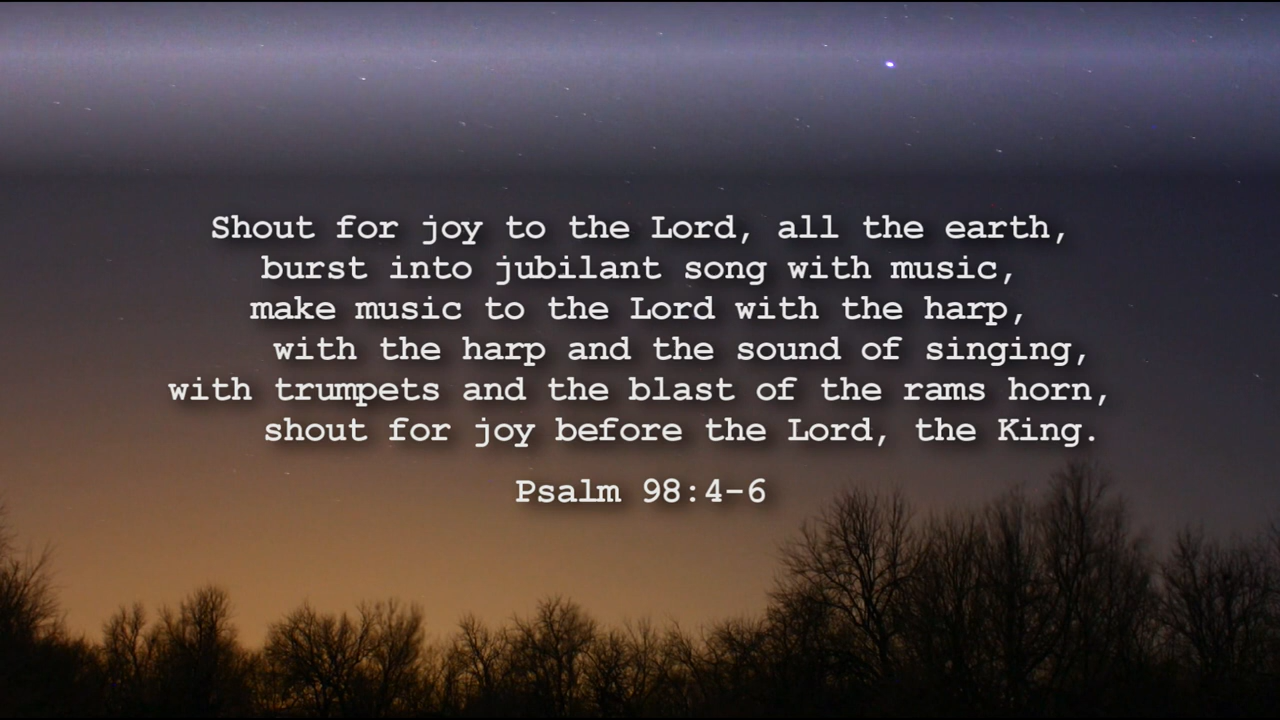 Shout for joy to the Lord, all the earth,
burst into jubilant song with music,
make music to the Lord with the harp,
with the harp and the sound of singing,
with trumpets and the blast of the rams horn,
shout for joy before the Lord, the King.
Psalm 98:4-6